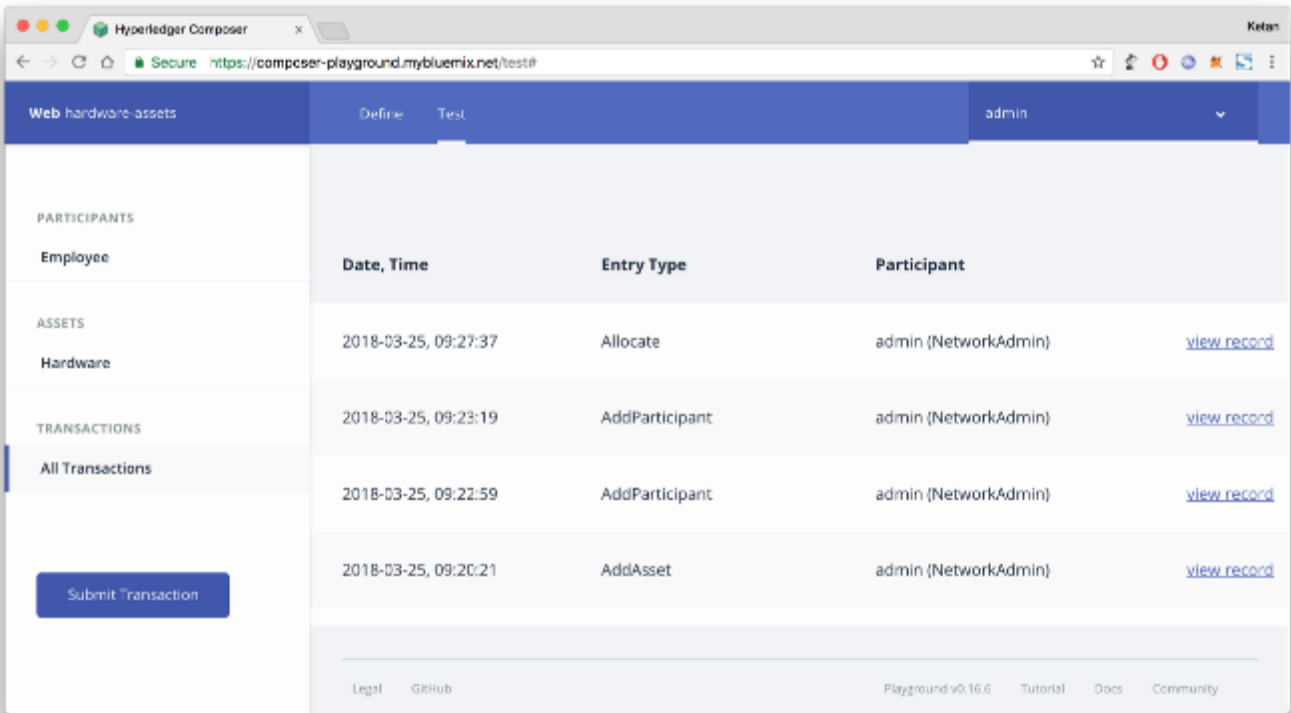 Hyperledger Composer
Ketan
Secure https://composer-playground.mybluemix.net/test#
Web hardware-assets
Define Test
admin
PARTICIPANTS
Employee
ASSETS
Hardware
TRANSACTIONS
All Transactions
Submit Transaction
Date, Time Entry Type Participant
2018-03-25, 09:27:37 Allocate admin (NetworkAdmin) view record
2018-03-25, 09:23:19 AddParticipant admin (NetworkAdmin) view record
2018-03-25, 09:22:59 AddParticipant admin (NetworkAdmin) view record
2018-03-25, 09:20:21 AddAsset admin (NetworkAdmin) view record
Legal GitHub Playground v0.16.6 Tutorial Docs Community